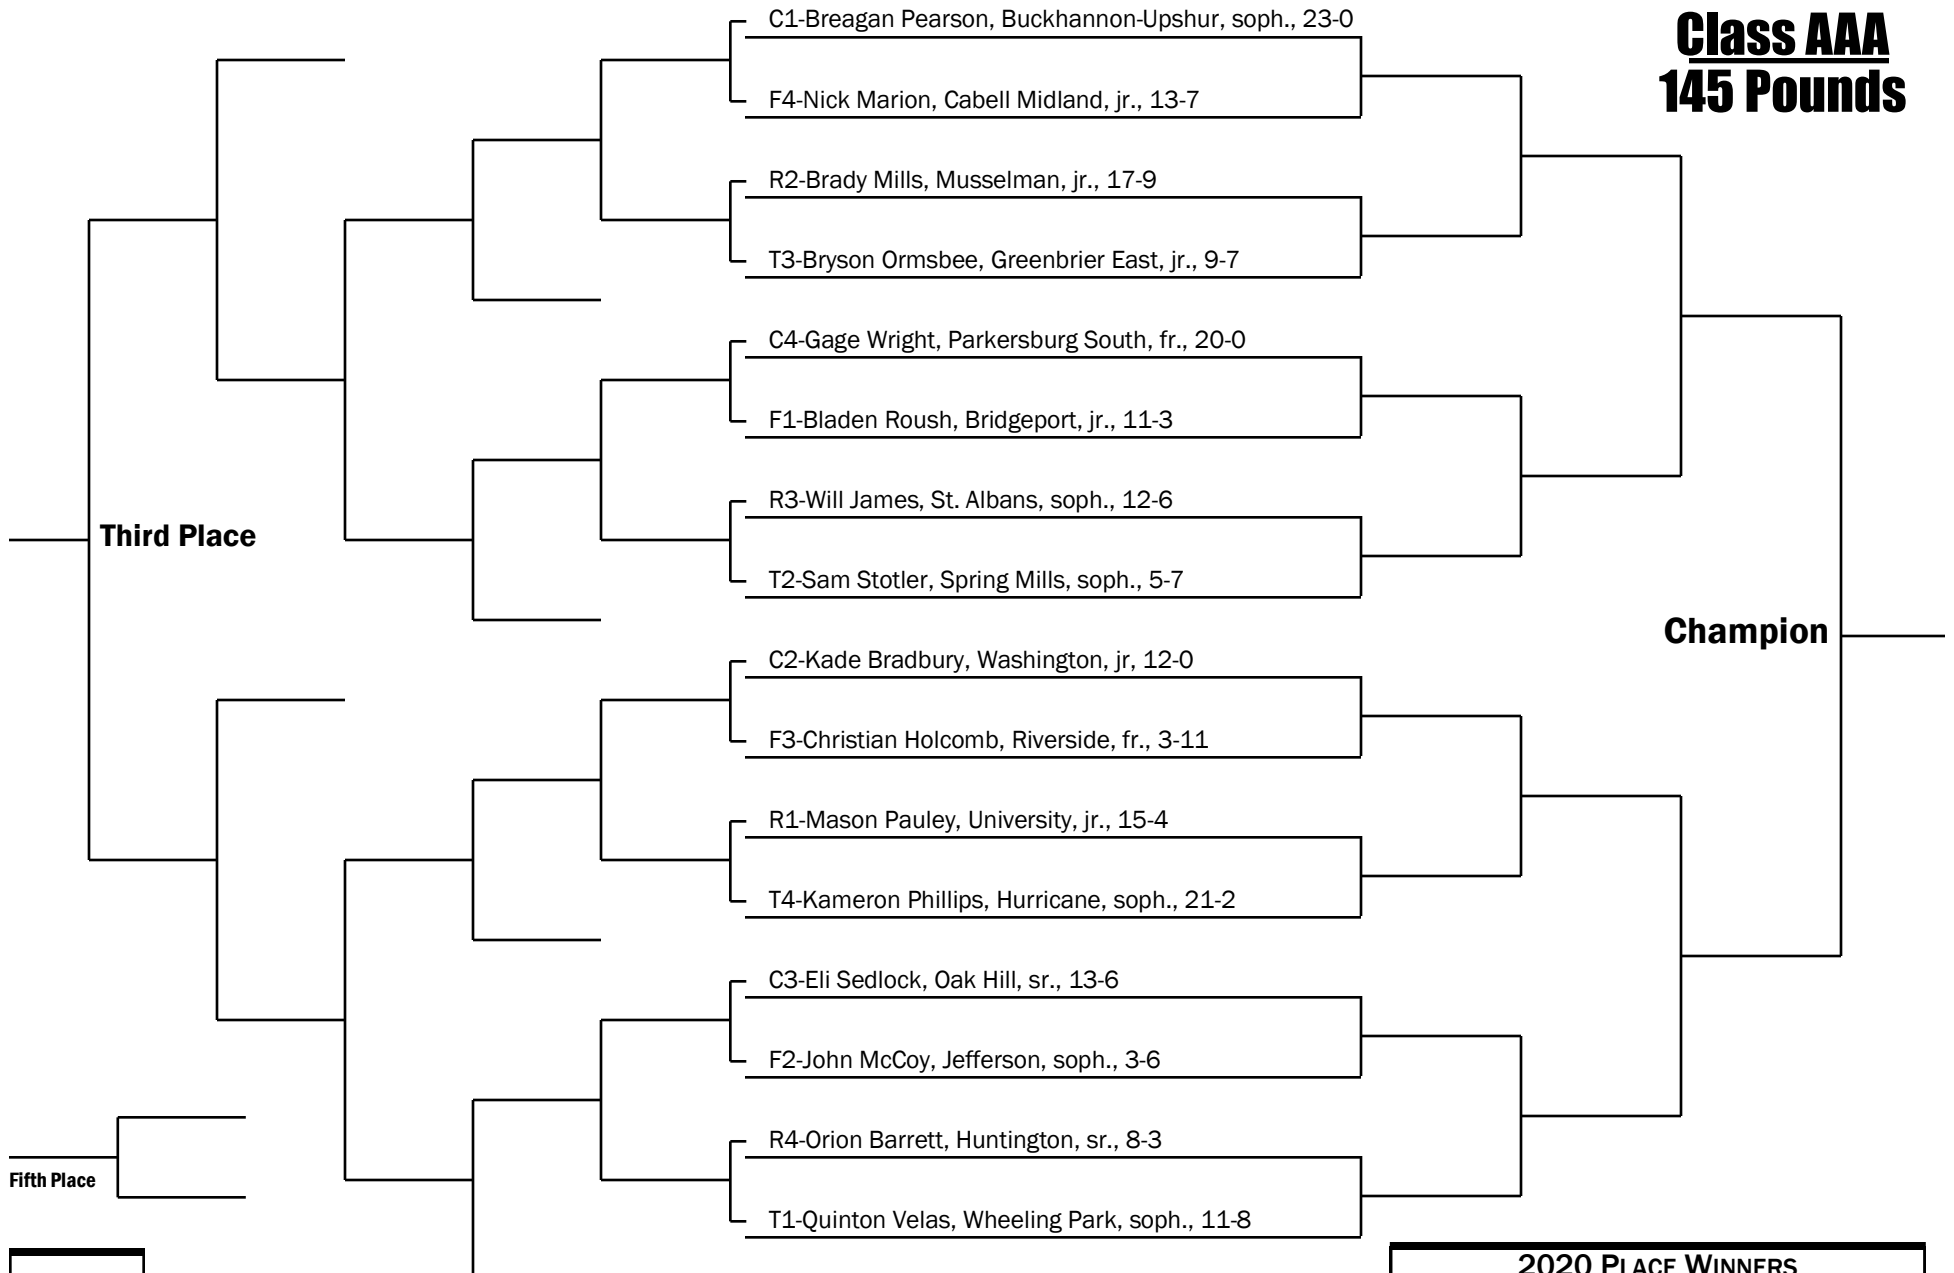 Class AAA
145 Pounds
C1-Breagan Pearson, Buckhannon-Upshur, soph., 23-0
F4-Nick Marion, Cabell Midland, jr., 13-7
R2-Brady Mills, Musselman, jr., 17-9
T3-Bryson Ormsbee, Greenbrier East, jr., 9-7
C4-Gage Wright, Parkersburg South, fr., 20-0
F1-Bladen Roush, Bridgeport, jr., 11-3
R3-Will James, St. Albans, soph., 12-6
Third Place
T2-Sam Stotler, Spring Mills, soph., 5-7
Champion
C2-Kade Bradbury, Washington, jr, 12-0
F3-Christian Holcomb, Riverside, fr., 3-11
R1-Mason Pauley, University, jr., 15-4
T4-Kameron Phillips, Hurricane, soph., 21-2
C3-Eli Sedlock, Oak Hill, sr., 13-6
F2-John McCoy, Jefferson, soph., 3-6
R4-Orion Barrett, Huntington, sr., 8-3
Fifth Place
T1-Quinton Velas, Wheeling Park, soph., 11-8
2020 PLACE WINNERS